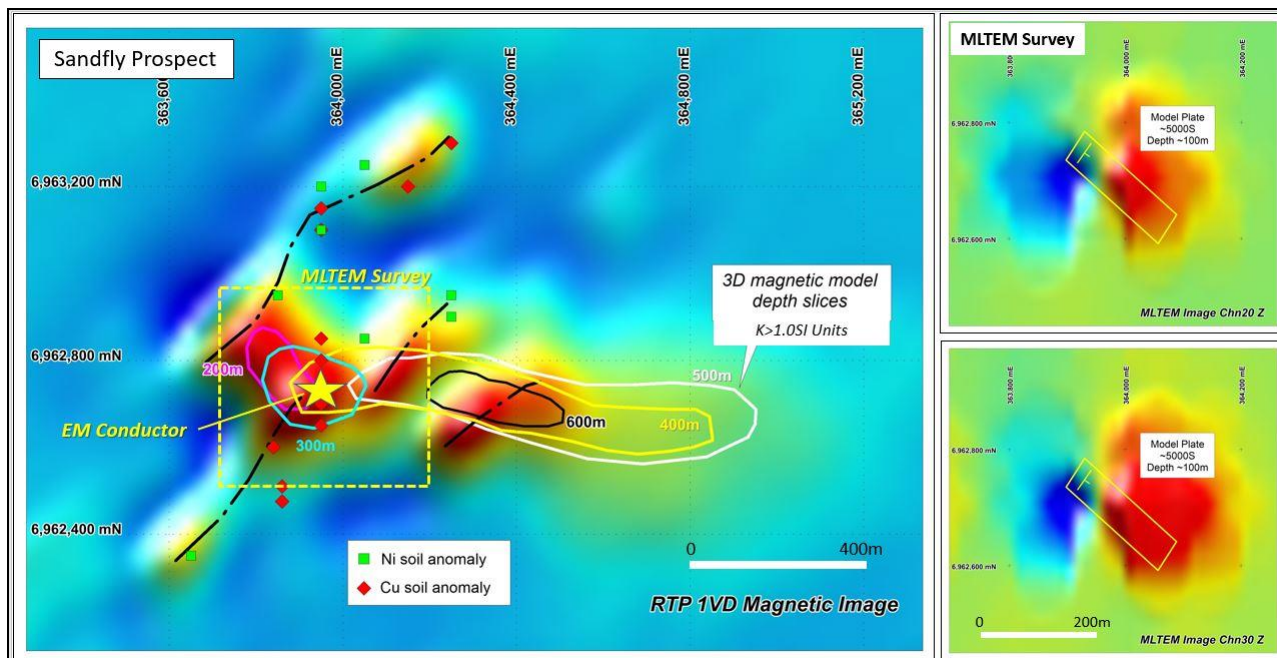 Sandfly Prospect
363,600 mE
364,000 mE
364,400 mE
364,800 mE
365,200 mE
6,963,200 mN
MLTEM Survey
3D magnetic model
depth slices
K>1.0SI Units
6,962,800 mN
200m
500m
EM Conductor
300m
600m
400m
6,962,400 mN
Ni soil anomaly
Cu soil anomaly
0
400m
RTP 1VD Magnetic Image
MLTEM Survey
364,000 mE
364,200 mE
6,962,800 mN
Model Plate
~5000S
Depth ~100m
6,962,600 mN
MLTEM Image Chn20 Z
363,800 mE
364,000 mE
364,200 mE
6,962,800 mN
Model Plate
~5000S
Depth ~100m
6,962,600 mN
0
200m
MLTEM Image Chn30 Z